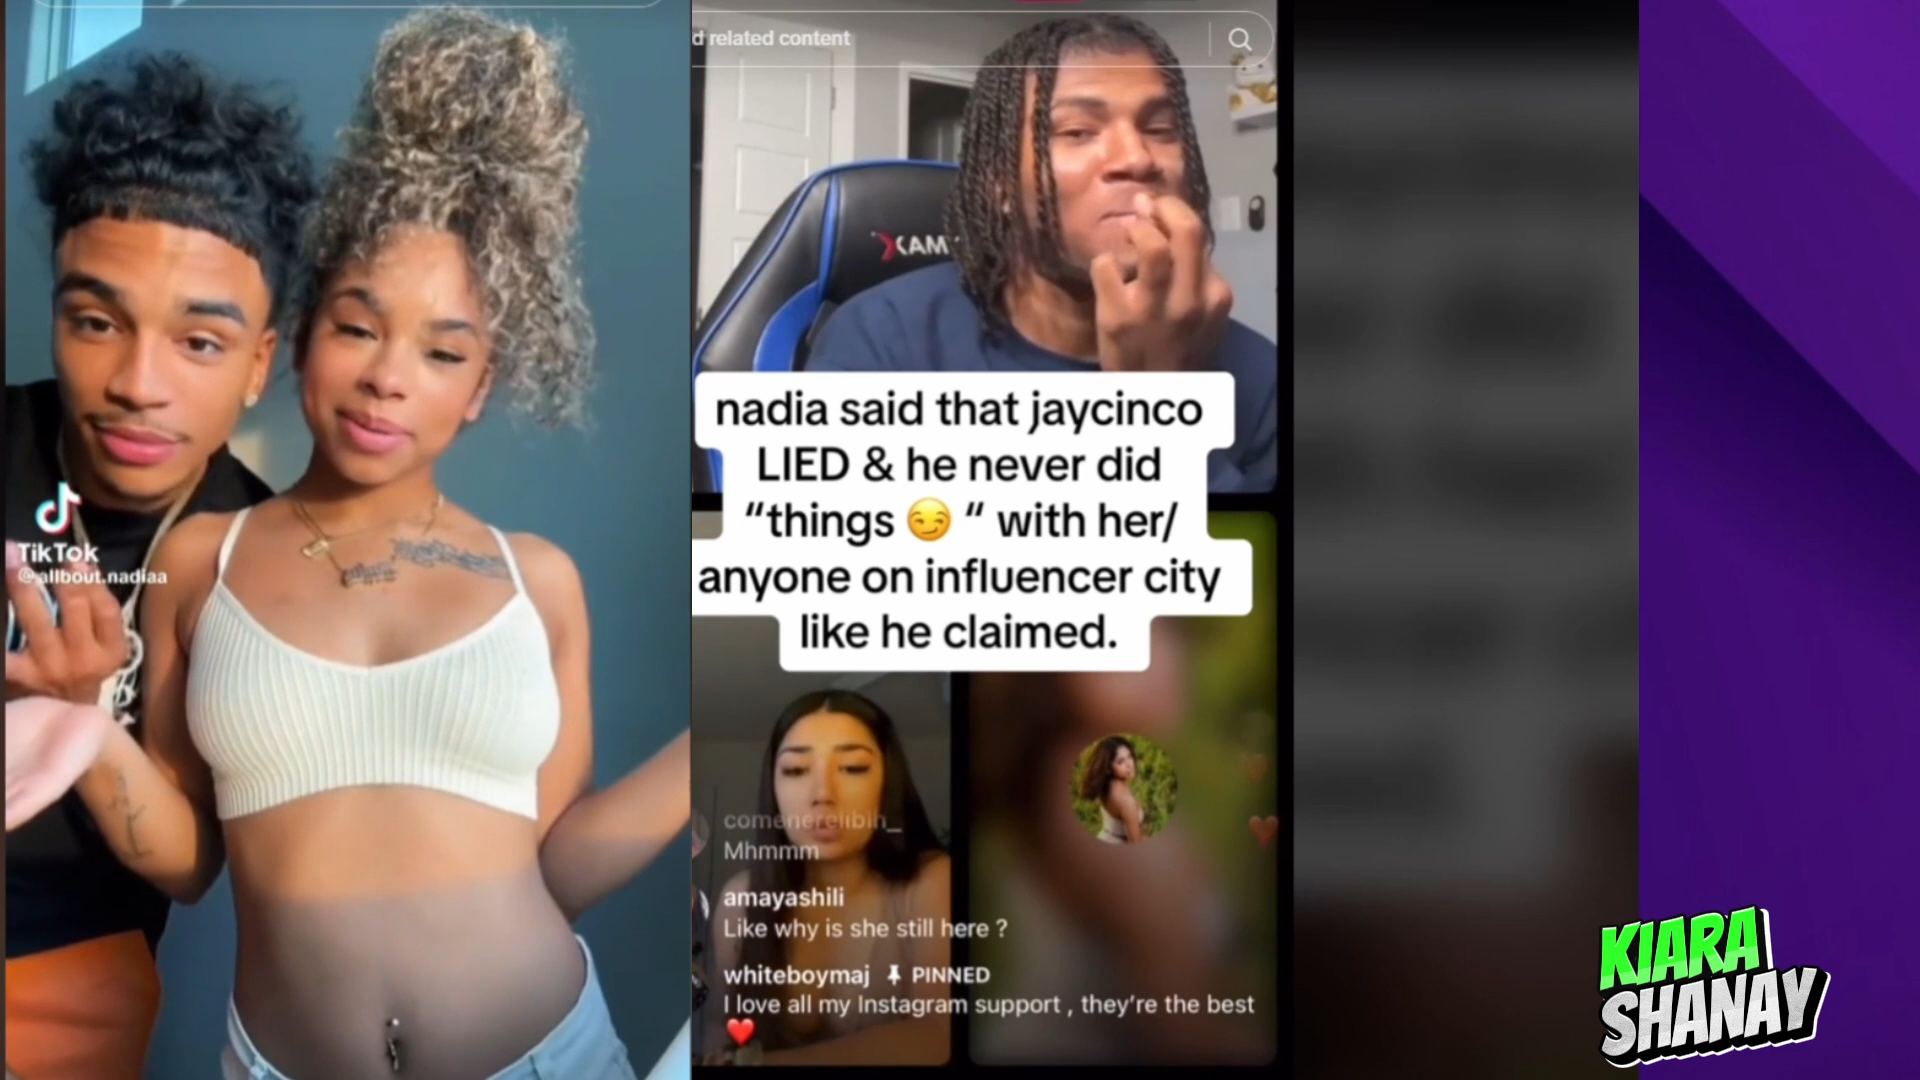 TikTok
@allbout.nadiaa
d related content
XAM
nadia said that jaycinco
LIED & he never did
“things 😏 “ with her/
anyone on influencer city
like he claimed.
Mhmmm
amayashili
Like why is she still here ?
whiteboymaj 📌 PINNED
I love all my Instagram support , they’re the best
❤️
KIARA
SHANAY